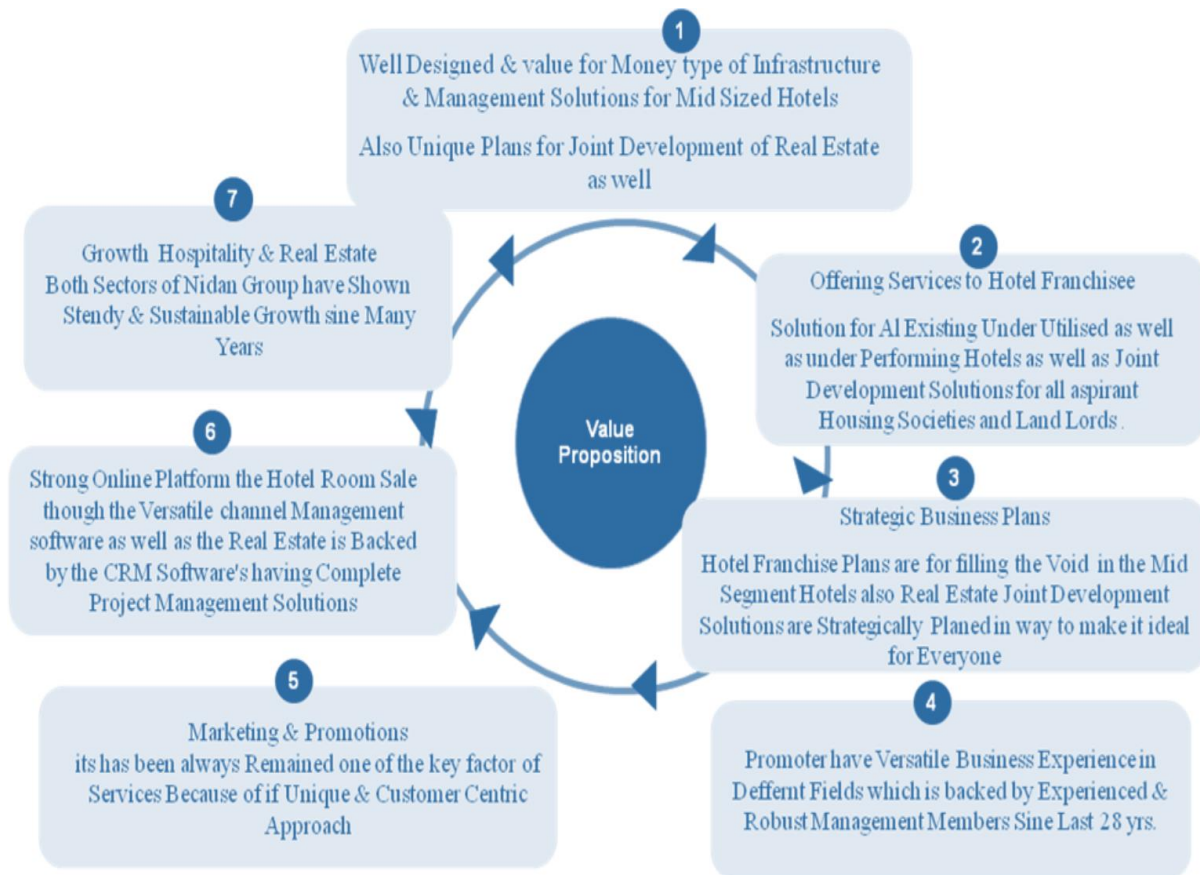 1
Well Designed & value for Money type of Infrastructure
& Management Solutions for Mid Sized Hotels
Also Unique Plans for Joint Development of Real Estate
as well
2
Offering Services to Hotel Franchisee
Solution for Al Existing Under Utilised as well
as under Performing Hotels as well as Joint
Development Solutions for all aspirant
Housing Societies and Land Lords .
3
Strategic Business Plans
Hotel Franchise Plans are for filling the Void in the Mid
Segment Hotels also Real Estate Joint Development
Solutions are Strategically Planed in way to make it ideal
for Everyone
4
Promoter have Versatile Business Experience in
Deffernt Fields which is backed by Experienced &
Robust Management Members Sine Last 28 yrs.
5
Marketing & Promotions
its has been always Remained one of the key factor of
Services Because of if Unique & Customer Centric
Approach
6
Strong Online Platform the Hotel Room Sale
though the Versatile channel Management
software as well as the Real Estate is Backed
by the CRM Software's having Complete
Project Management Solutions
7
Growth Hospitality & Real Estate
Both Sectors of Nidan Group have Shown
Stendy & Sustainable Growth sine Many
Years
Value
Proposition